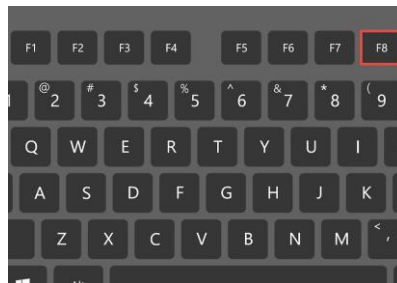 F1 F2 F3 F4 F5 F6 F7 F8
@ 2 # 3 $ 4 % 5 ^ 6 & 7 * 8 ( 9
Q W E R T Y U I
A S D F G H J K
Z X C V B N M < ,